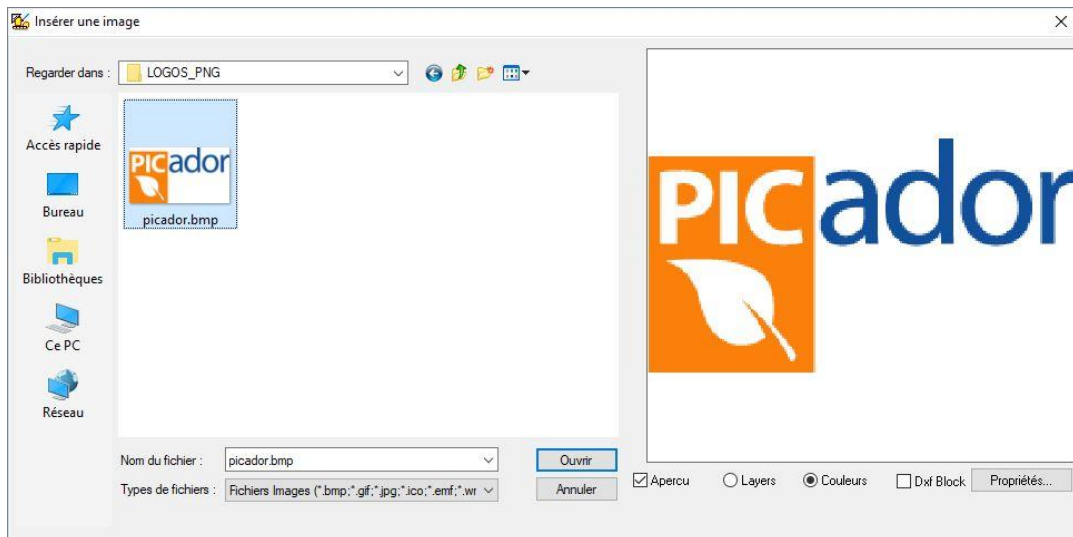 Insérer une image
Regarder dans :
LOGOS_PNG
Accès rapide
Bureau
Bibliothèques
Ce PC
Réseau
PICador
picador.bmp
PICador
Nom du fichier :
picador.bmp
Ouvrir
Types de fichiers :
Fichiers Images (*.bmp;*.gif;*.jpg;*.ico;*.emf;*.wr
Annuler
Apercu
Layers
Couleurs
Dxf Block
Propriétés...